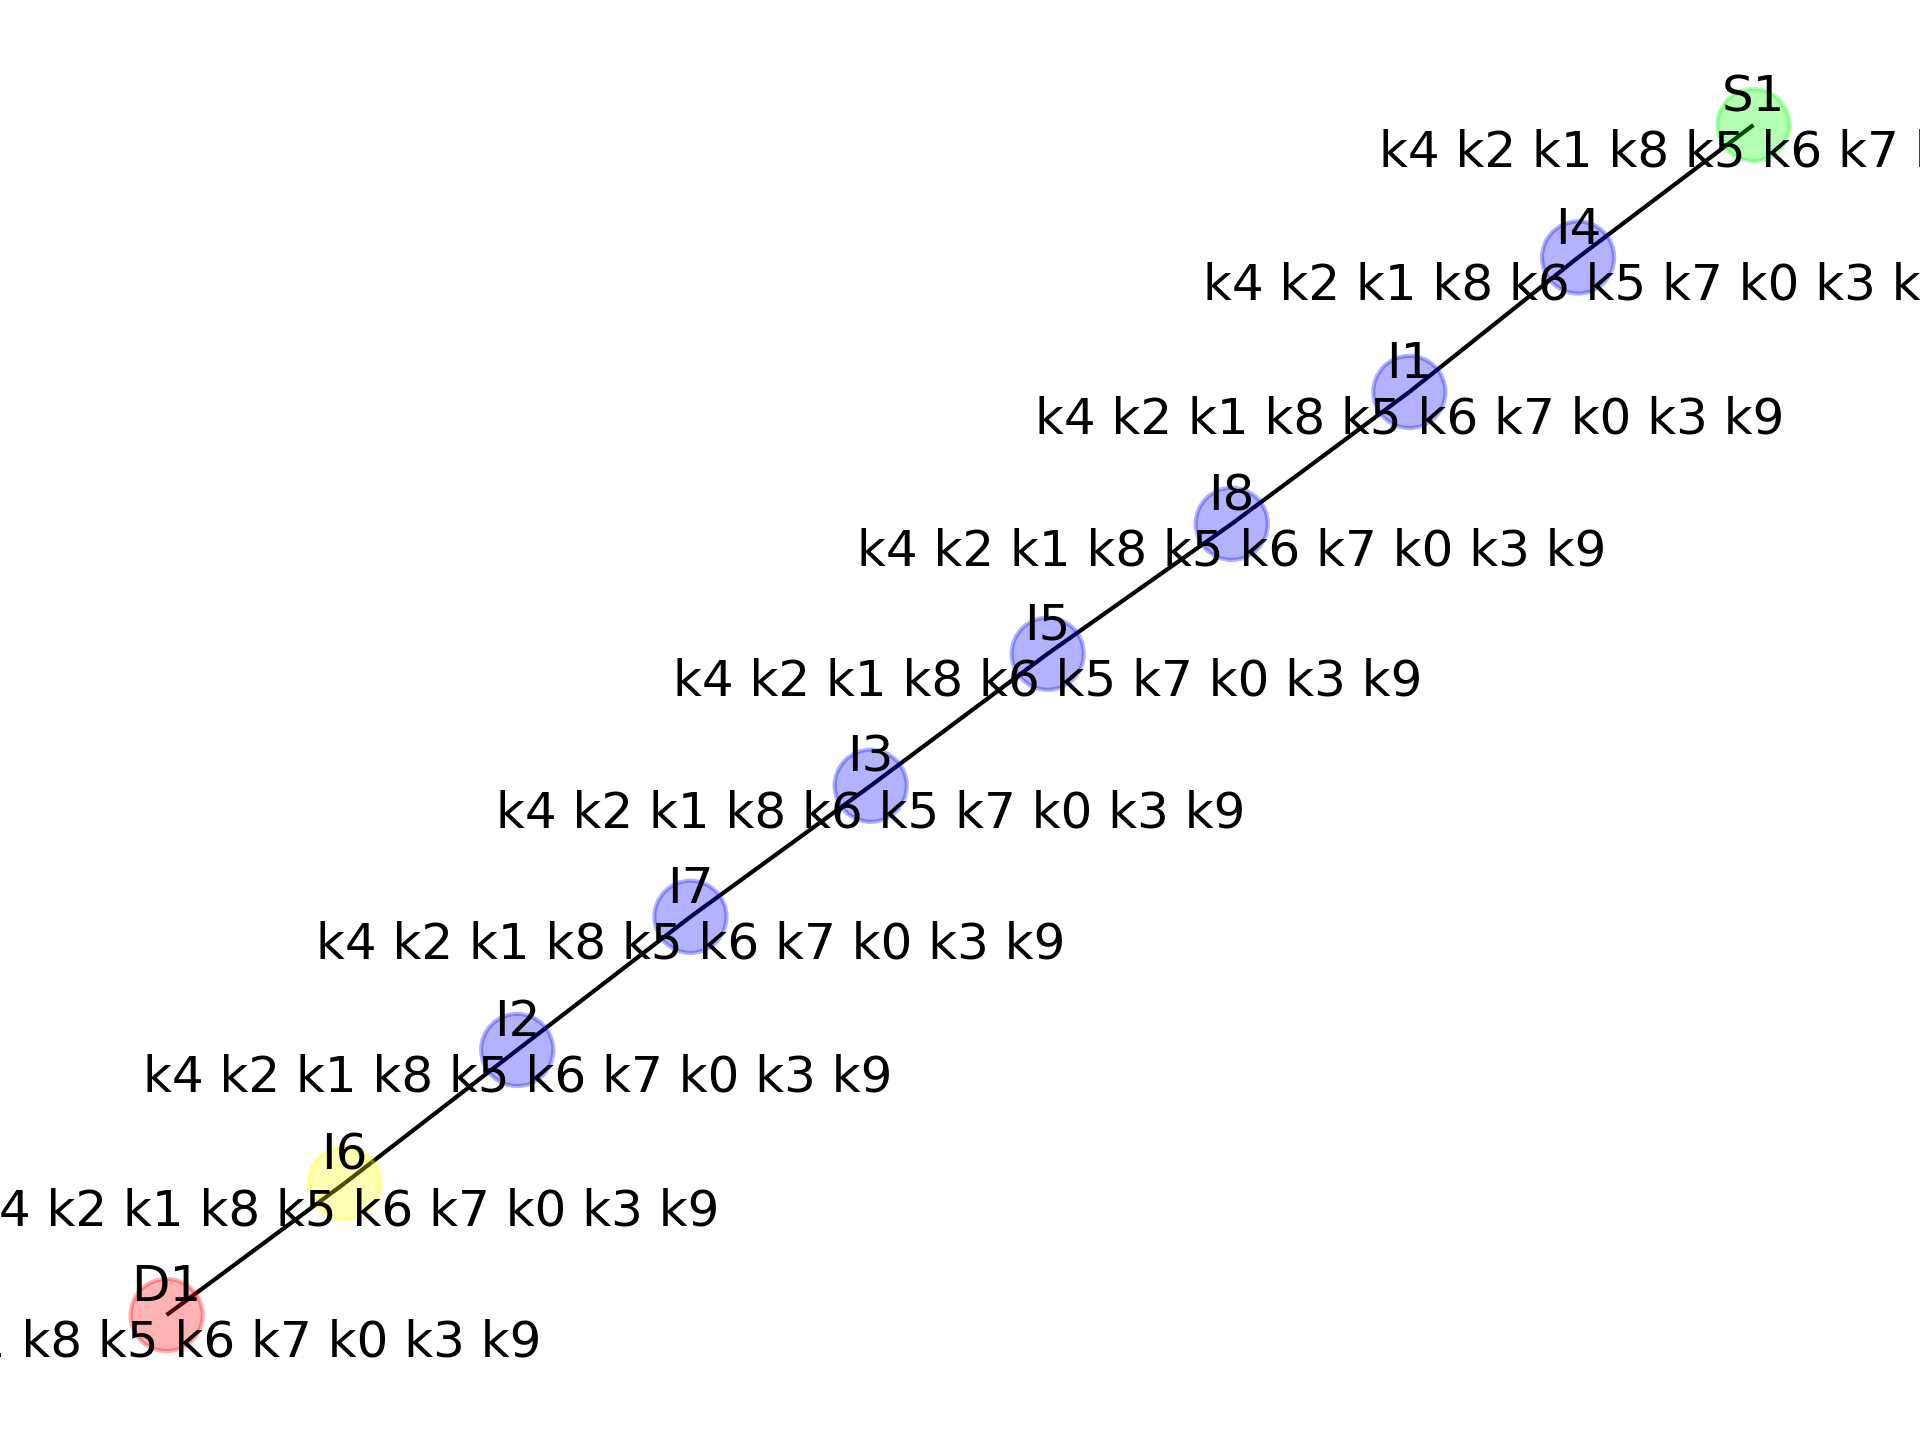 S1
k4 k2 k1 k8 k5 k6 k7
I4
k4 k2 k1 k8 k6 k5 k7 k0 k3 k
I1
k4 k2 k1 k8 k5 k6 k7 k0 k3 k9
I8
k4 k2 k1 k8 k5 k6 k7 k0 k3 k9
I5
k4 k2 k1 k8 k6 k5 k7 k0 k3 k9
I3
k4 k2 k1 k8 k6 k5 k7 k0 k3 k9
I7
k4 k2 k1 k8 k5 k6 k7 k0 k3 k9
I2
k4 k2 k1 k8 k5 k6 k7 k0 k3 k9
I6
4 k2 k1 k8 k5 k6 k7 k0 k3 k9
D1
k8 k5 k6 k7 k0 k3 k9